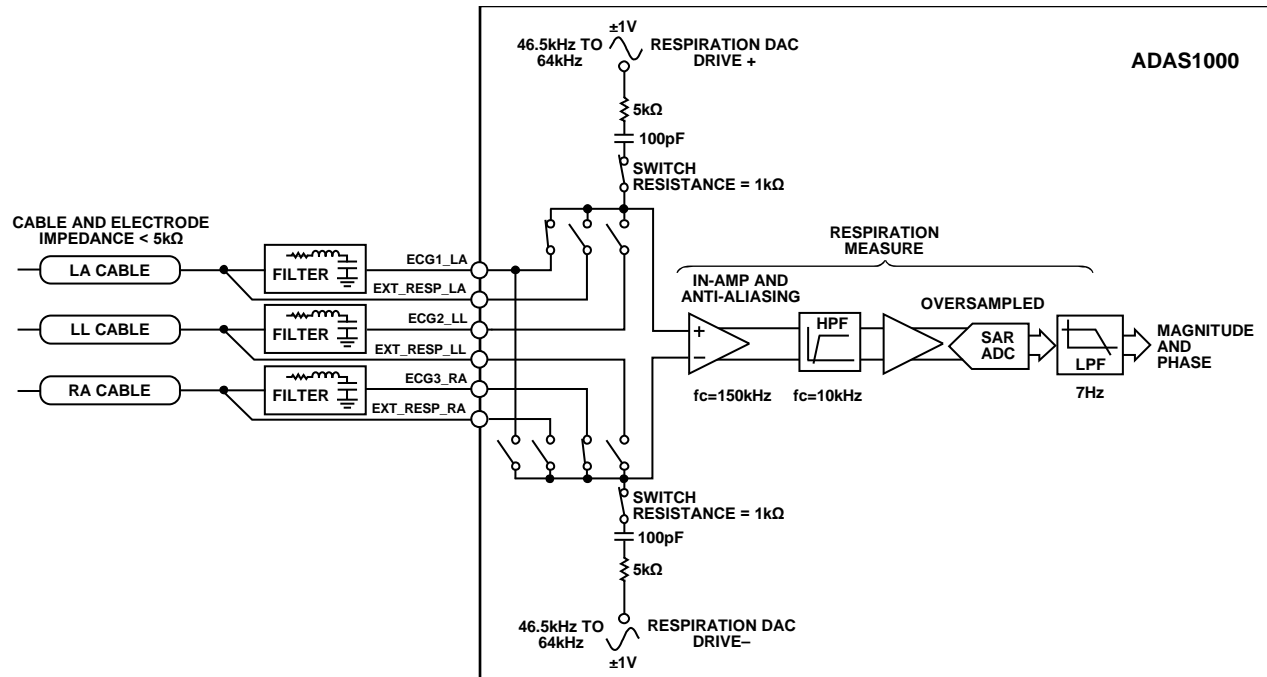 ±1V
46.5kHz TO
64kHz
RESPIRATION DAC
DRIVE +
ADAS1000
5kΩ
100pF
SWITCH
RESISTANCE = 1kΩ
CABLE AND ELECTRODE
IMPEDANCE < 5kΩ
LA CABLE
FILTER
ECG1_LA
EXT_RESP_LA
LL CABLE
FILTER
ECG2_LL
EXT_RESP_LL
RA CABLE
FILTER
ECG3_RA
EXT_RESP_RA
RESPIRATION
MEASURE
IN-AMP AND
ANTI-ALIASING
OVERSAMPLED
+
–
HPF
SAR
ADC
LPF
MAGNITUDE
AND
PHASE
fc=150kHz
fc=10kHz
7Hz
SWITCH
RESISTANCE = 1kΩ
100pF
5kΩ
46.5kHz TO
64kHz
RESPIRATION DAC
DRIVE–
±1V